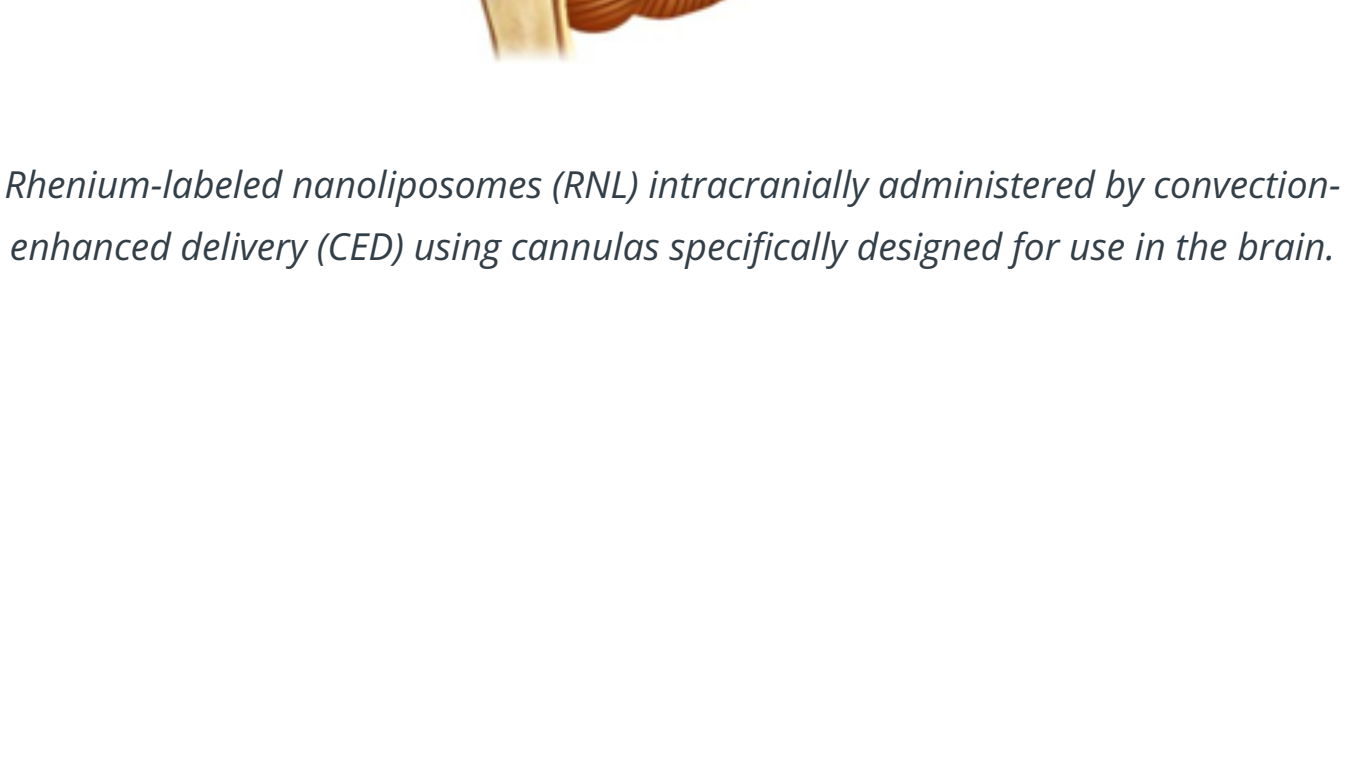 Rhenium-labeled nanoliposomes (RNL) intracranially administered by convection-
enhanced delivery (CED) using cannulas specifically designed for use in the brain.